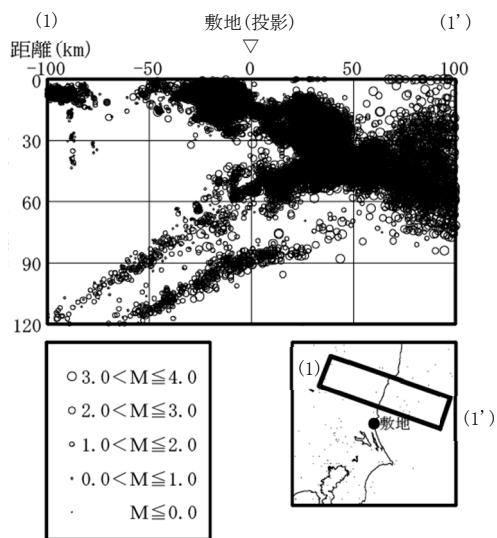 (1) 敷地(投影) (1')
距離(km) ▽
-100 -50 0 50 100
0
30
60
90
120
○ 3.0<M≦4.0
○ 2.0<M≦3.0
○ 1.0<M≦2.0
・ 0.0<M≦1.0
・ M≦0.0
(1)
敷地
(1')